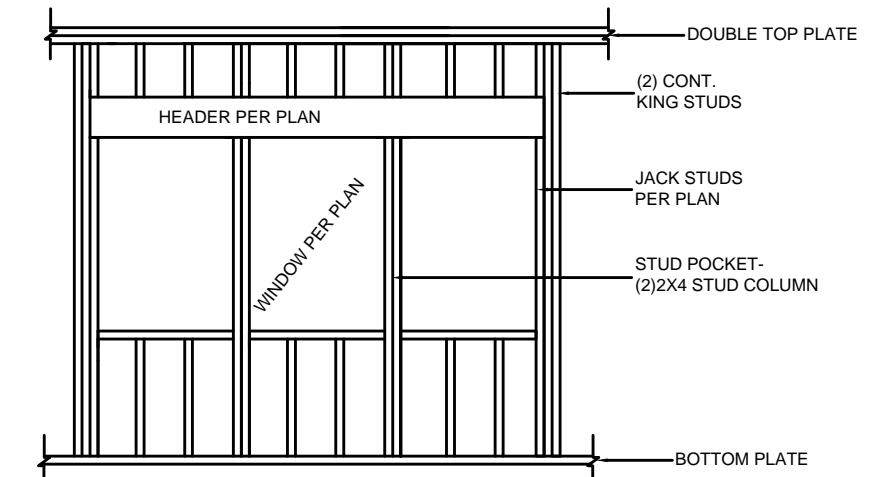 DOUBLE TOP PLATE
(2) CONT.
KING STUDS
HEADER PER PLAN
JACK STUDS
PER PLAN
WINDOW PER PLAN
STUD POCKET-
(2)2X4 STUD COLUMN
BOTTOM PLATE